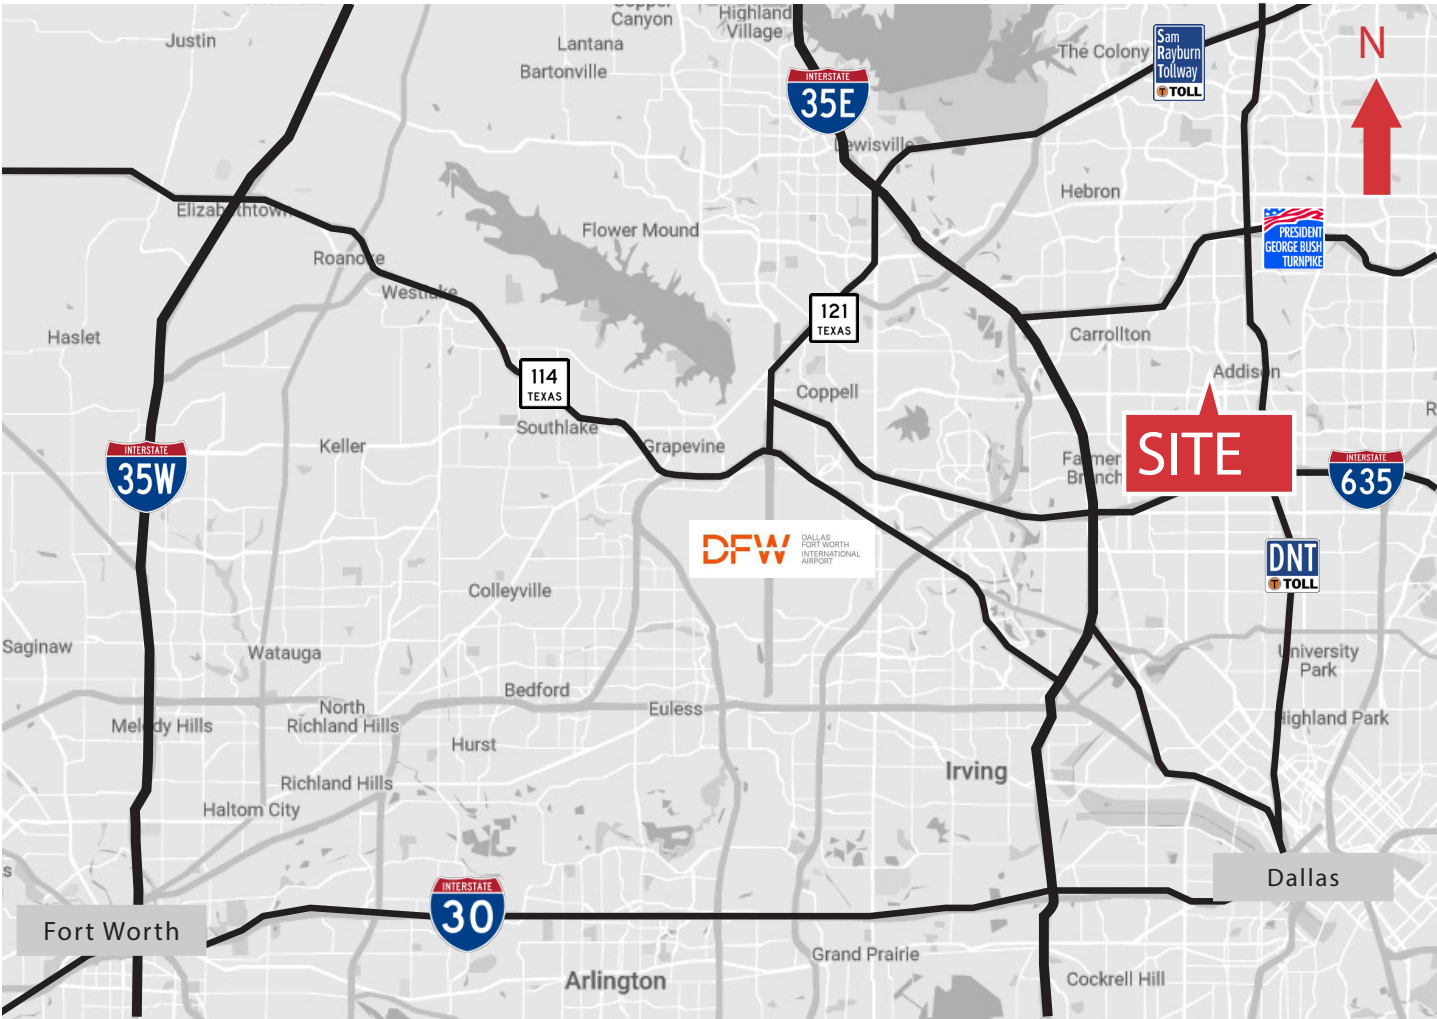 Copper
Canyon
Highland
Village
Justin
Lantana
Bartonville
The Colony
Sam
Rayburn
Tollway
TOLL
N
INTERSTATE
35E
Lewisville
Hebron
Elizabethtown
Flower Mound
PRESIDENT
GEORGE BUSH
TURNPIKE
Roanoke
Westlake
121
TEXAS
Haslet
Carrollton
Addison
114
TEXAS
Coppell
Southlake
Keller
Grapevine
INTERSTATE
35W
Farmer
Branch
SITE
INTERSTATE
635
DFW
DALLAS
FORT WORTH
INTERNATIONAL
AIRPORT
DNT
TOLL
Colleyville
Saginaw
Watauga
University
Park
Bedford
North
Richland Hills
Euless
Melody Hills
Highland Park
Hurst
Irving
Richland Hills
Haltom City
Dallas
INTERSTATE
30
Fort Worth
Grand Prairie
Arlington
Cockrell Hill